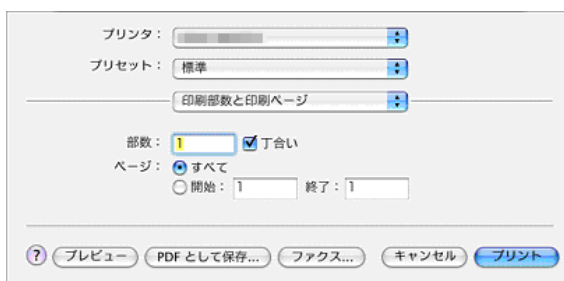 プリンタ：
プリセット： 標準
印刷部数と印刷ページ
部数： 1 丁合い
ページ： すべて
開始： 1 終了： 1
? プレビュー PDF として保存... ファクス... キャンセル プリント